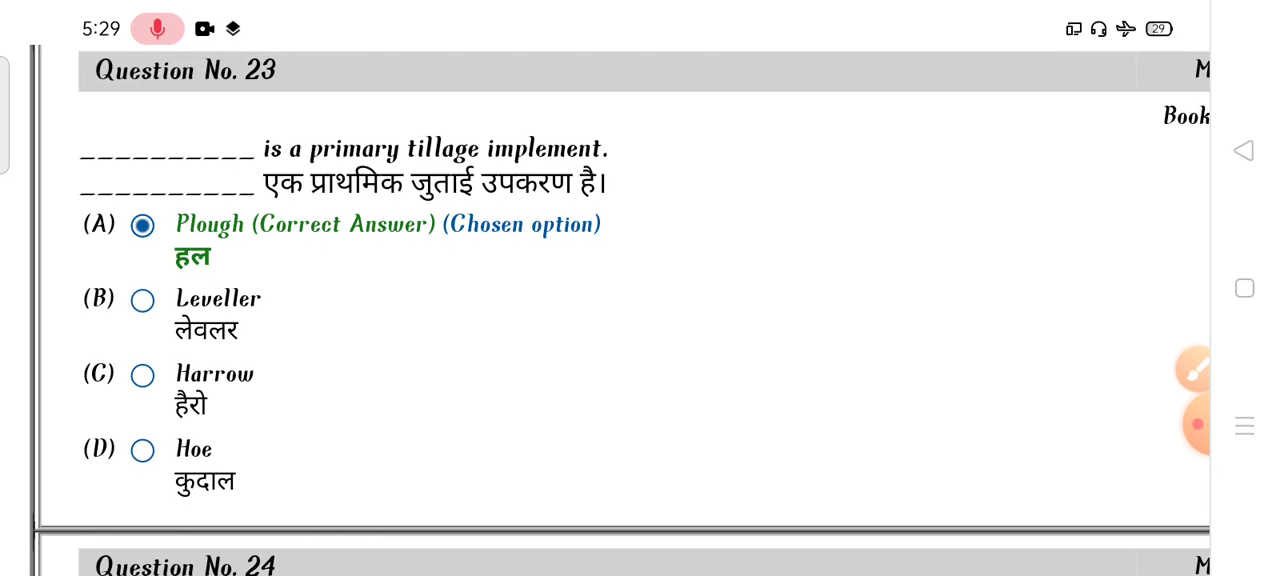 5:29
29
Question No. 23
Book
__________ is a primary tillage implement.
__________ एक प्राथमिक जुताई उपकरण है।
(A) Plough (Correct Answer) (Chosen option)
हल
(B) Leveller
लेवलर
(C) Harrow
हैरो
(D) Hoe
कुदाल
Question No. 24